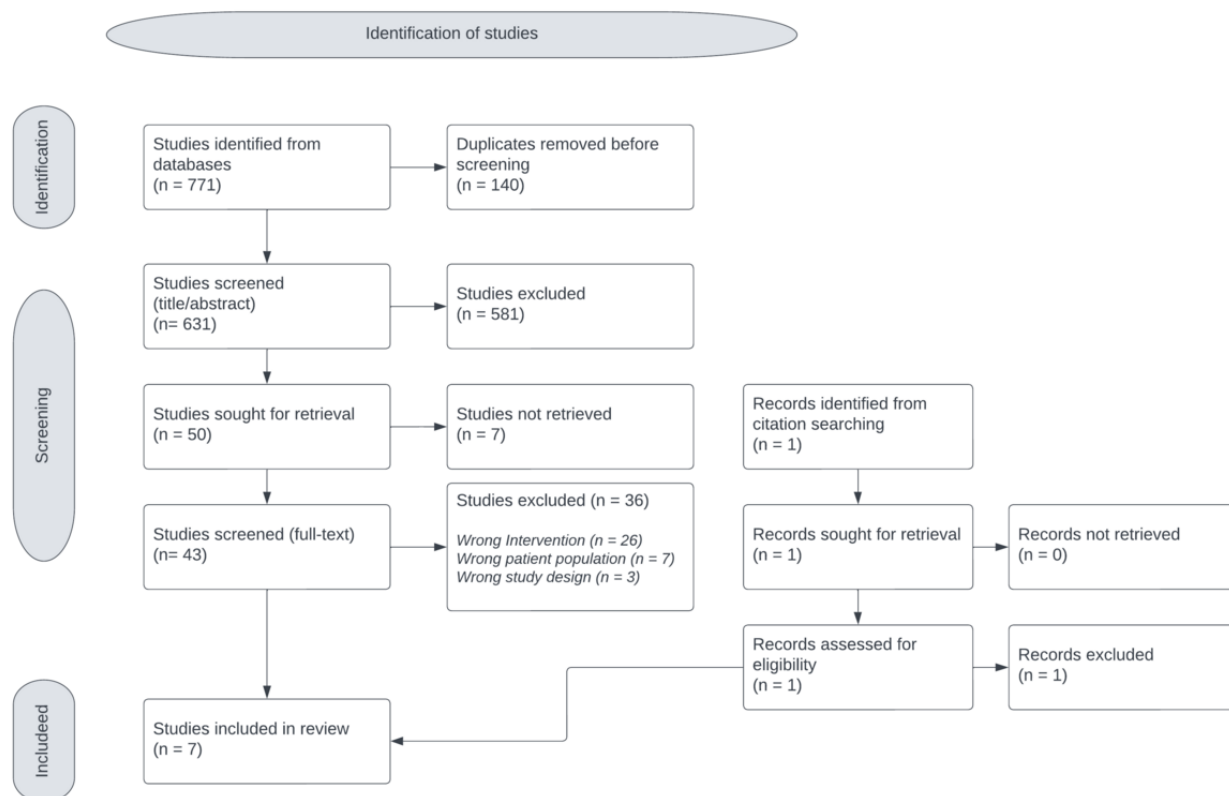 Identification of studies
Identification
Studies identified from
databases
(n = 771)
Duplicates removed before
screening
(n = 140)
Screening
Studies screened
(title/abstract)
(n= 631)
Studies excluded
(n = 581)
Studies sought for retrieval
(n = 50)
Studies not retrieved
(n = 7)
Records identified from
citation searching
(n = 1)
Studies screened (full-text)
(n= 43)
Studies excluded (n = 36)
Wrong Intervention (n = 26)
Wrong patient population (n = 7)
Wrong study design (n = 3)
Records sought for retrieval
(n = 1)
Records not retrieved
(n = 0)
Records assessed for
eligibility
(n = 1)
Records excluded
(n = 1)
Includeed
Studies included in review
(n = 7)